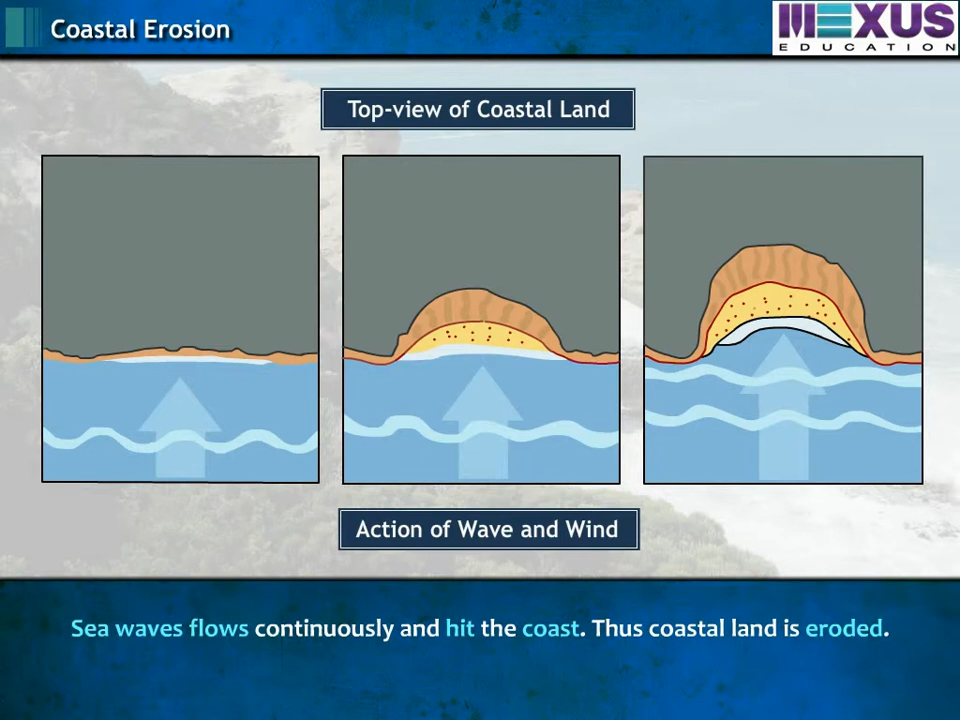 Coastal Erosion
MEXUS
EDUCATION
Top-view of Coastal Land
Action of Wave and Wind
Sea waves flows continuously and hit the coast. Thus coastal land is eroded.